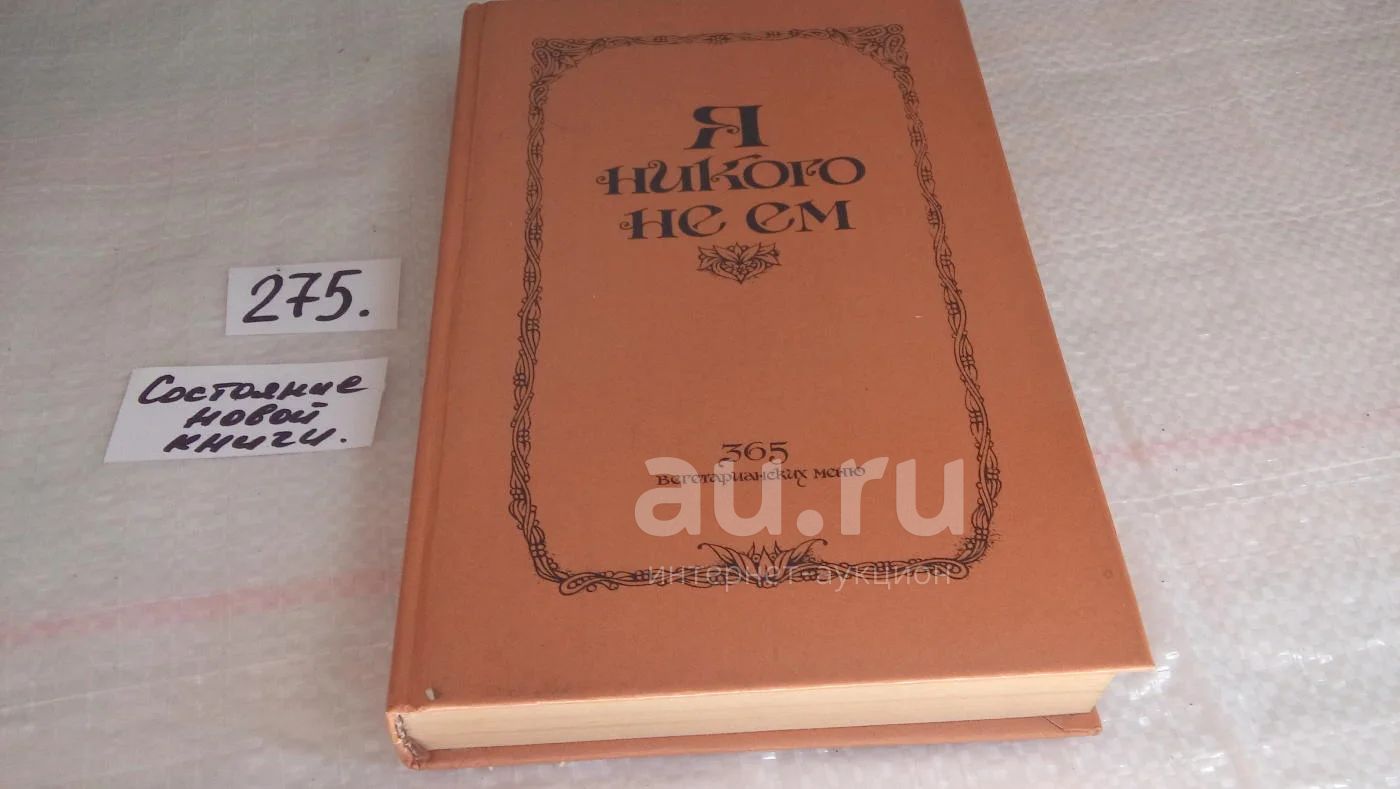 Я
никого
не ем
275.
Состояние
новой
книги.
365
вегетарианских меню
au.ru
интернет аукцион